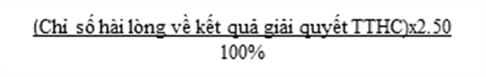 (Chỉ số hài lòng về kết quả giải quyết TTHC)x2.50
100%